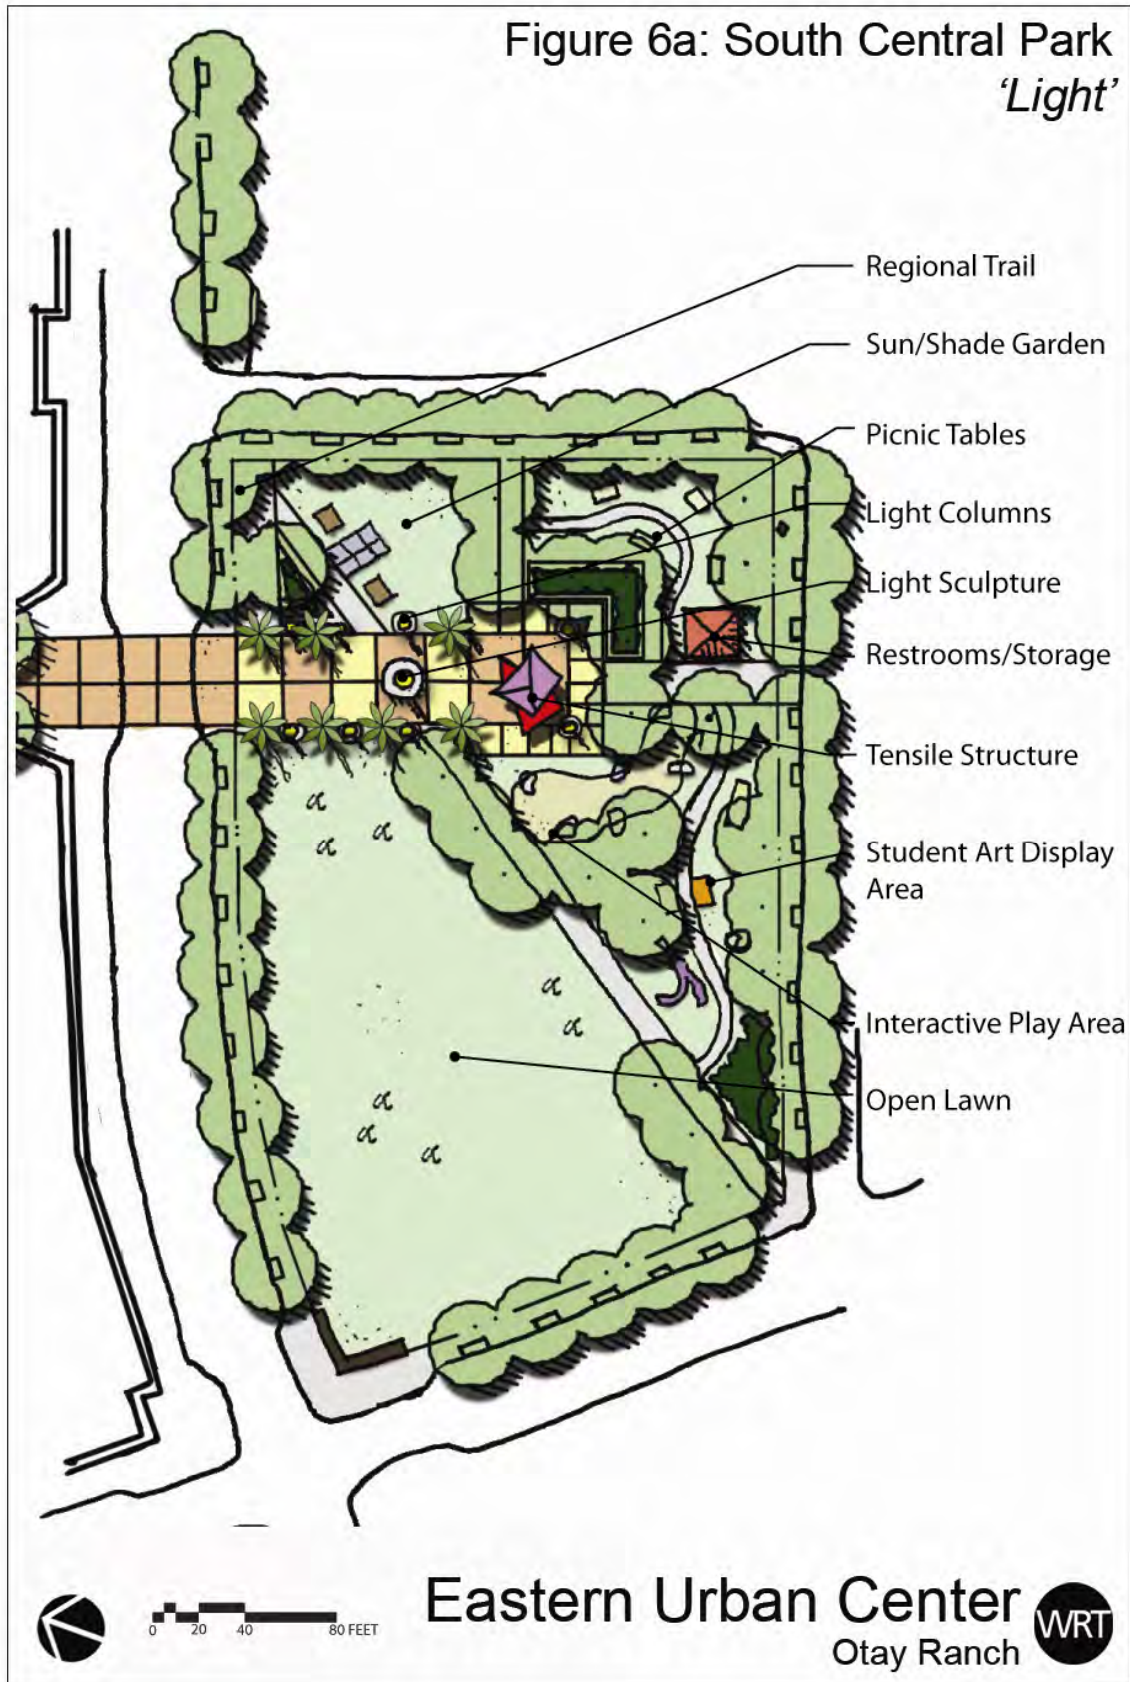 Figure 6a: South Central Park
‘Light’
Regional Trail
Sun/Shade Garden
Picnic Tables
Light Columns
Light Sculpture
Restrooms/Storage
Tensile Structure
Student Art Display
Area
Interactive Play Area
Open Lawn
0 20 40 80 FEET
Eastern Urban Center
Otay Ranch
WRT